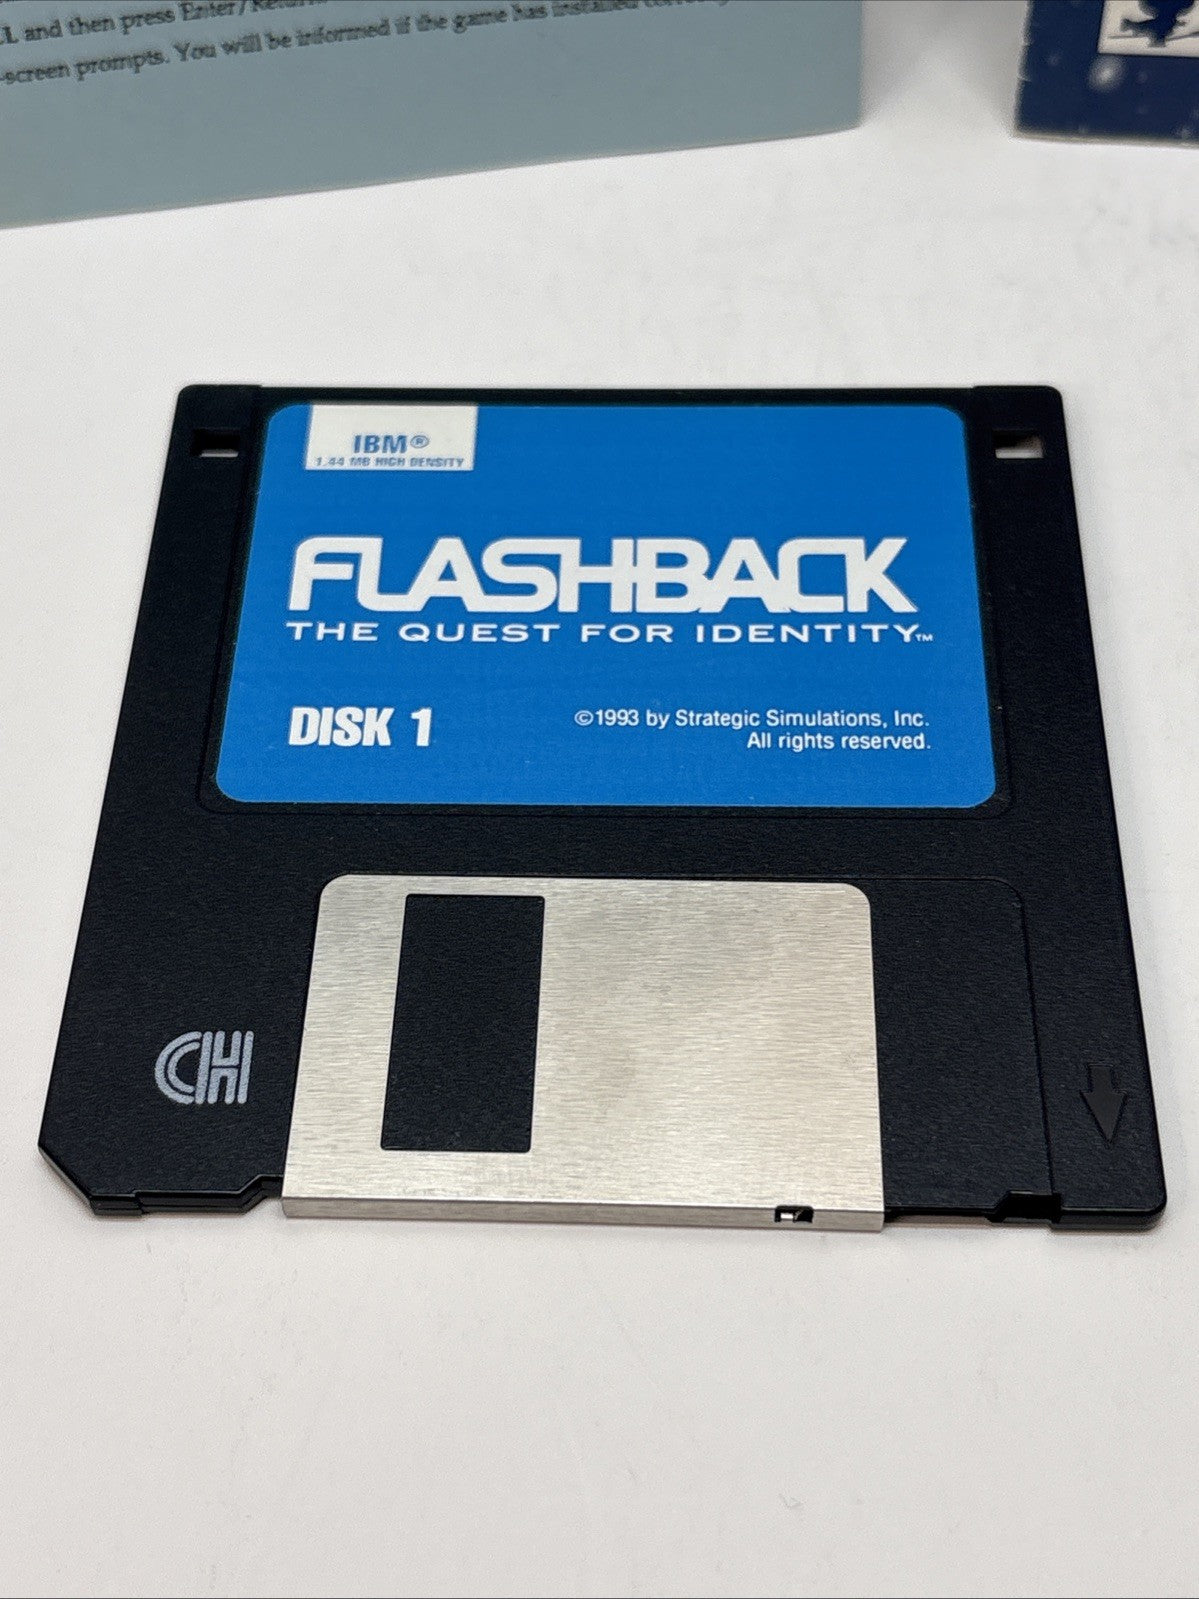 L and then press Enter/Return
-screen prompts. You will be informed if the game has installed
IBM®
1.44 MB HIGH DENSITY
FLASHBACK
THE QUEST FOR IDENTITY™
DISK 1
©1993 by Strategic Simulations, Inc.
All rights reserved.
CH